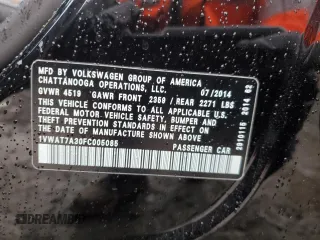 MFD. BY VOLKSWAGEN GROUP OF AMERICA
CHATTANOOGA OPERATIONS, LLC. 07/2014
GVWR 4519 GAWR FRONT 2359 / REAR 2271 LBS
THIS VEHICLE CONFORMS TO ALL APPLICABLE U.S.
FEDERAL MOTOR VEHICLE SAFETY, BUMPER, AND
THEFT PREVENTION STANDARDS IN EFFECT ON THE
DATE OF MANUFACTURE SHOWN ABOVE.
1VWAT7A30FC005085 PASSENGER CAR
2014 02